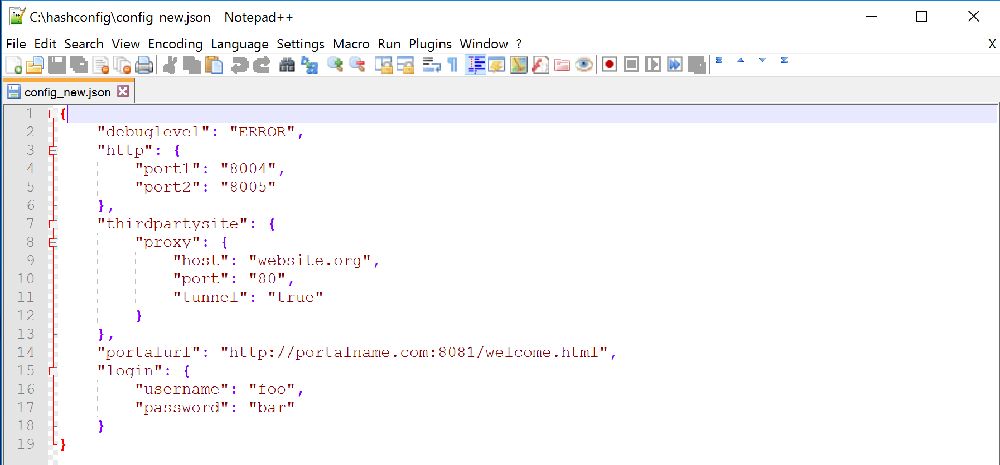 C:\hashconfig\config_new.json - Notepad++
File Edit Search View Encoding Language Settings Macro Run Plugins Window ? X
config_new.json
1 {
2 "debuglevel": "ERROR",
3 "http": {
4 "port1": "8004",
5 "port2": "8005"
6 },
7 "thirdpartysite": {
8 "proxy": {
9 "host": "website.org",
10 "port": "80",
11 "tunnel": "true"
12 }
13 },
14 "portalurl": "http://portalname.com:8081/welcome.html",
15 "login": {
16 "username": "foo",
17 "password": "bar"
18 }
19 }